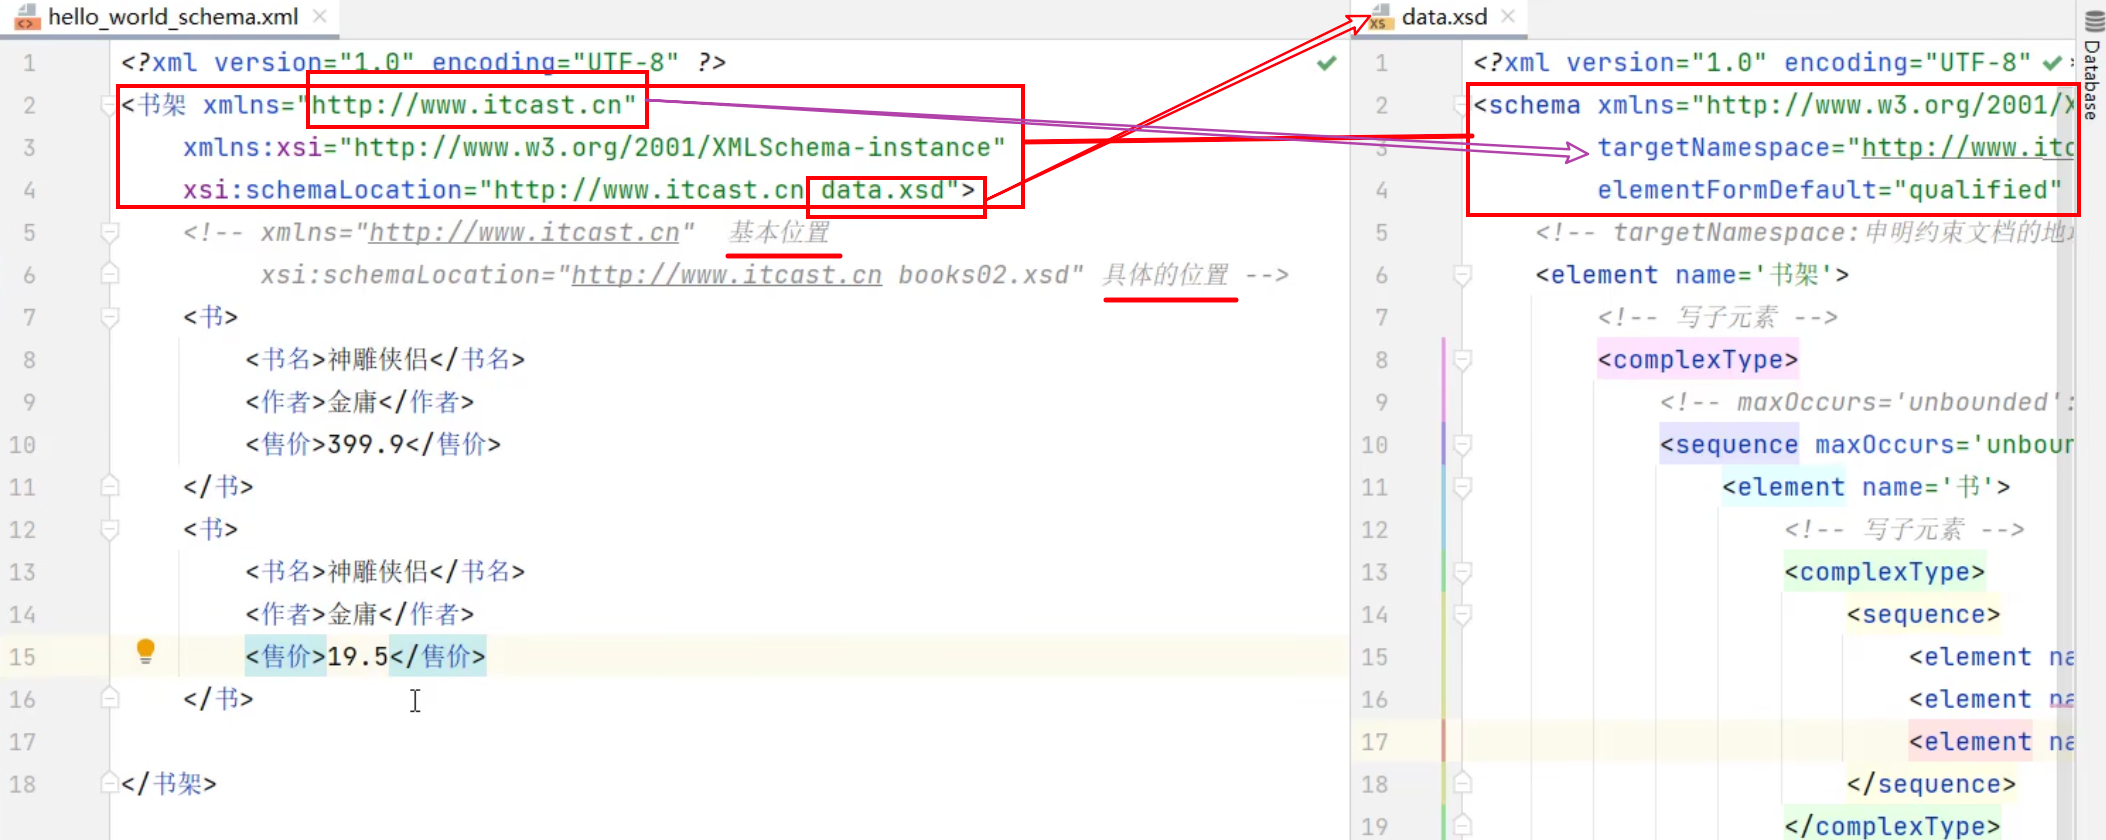 hello_world_schema.xml
1 <?xml version="1.0" encoding="UTF-8" ?>
2 <书架 xmlns="http://www.itcast.cn"
3 xmlns:xsi="http://www.w3.org/2001/XMLSchema-instance"
4 xsi:schemaLocation="http://www.itcast.cn data.xsd">
5 <!-- xmlns="http://www.itcast.cn" 基本位置
6 xsi:schemaLocation="http://www.itcast.cn books02.xsd" 具体的位置 -->
7 <书>
8 <书名>神雕侠侣</书名>
9 <作者>金庸</作者>
10 <售价>399.9</售价>
11 </书>
12 <书>
13 <书名>神雕侠侣</书名>
14 <作者>金庸</作者>
15 <售价>19.5</售价>
16 </书>
17
18 </书架>
data.xsd
1 <?xml version="1.0" encoding="UTF-8"
2 <schema xmlns="http://www.w3.org/2001/X
3 targetNamespace="http://www.itc
4 elementFormDefault="qualified"
5 <!-- targetNamespace:申明约束文档的地
6 <element name='书架'>
7 <!-- 写子元素 -->
8 <complexType>
9 <!-- maxOccurs='unbounded':
10 <sequence maxOccurs='unbour
11 <element name='书'>
12 <!-- 写子元素 -->
13 <complexType>
14 <sequence>
15 <element na
16 <element na
17 <element na
18 </sequence>
19 </complexType>
Database